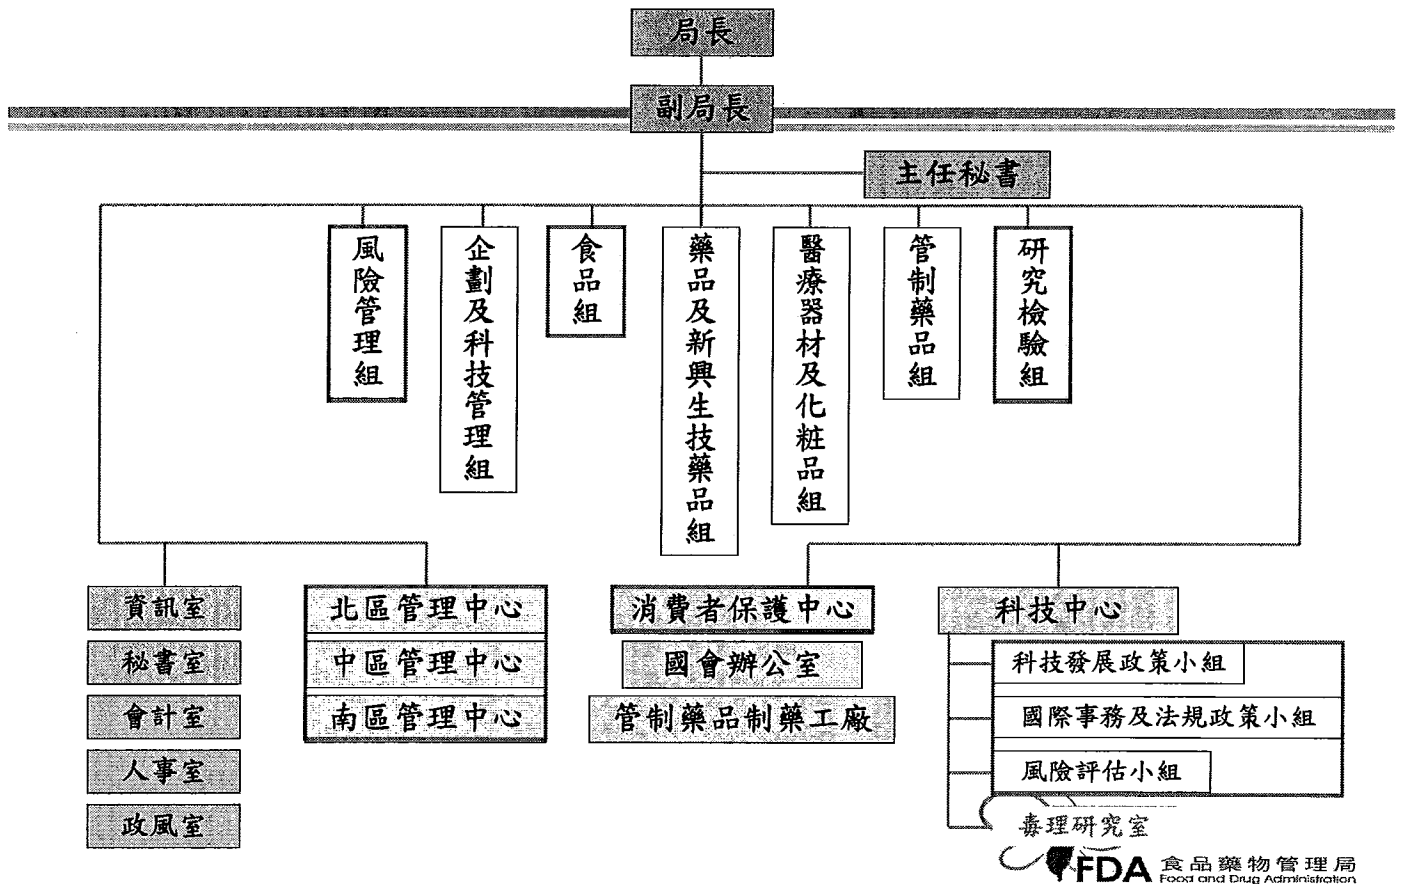 局長
副局長
主任秘書
風險管理組
企劃及科技管理組
食品組
藥品及新興生技藥品組
醫療器材及化粧品組
管制藥品組
研究檢驗組
資訊室
秘書室
會計室
人事室
政風室
北區管理中心
中區管理中心
南區管理中心
消費者保護中心
國會辦公室
管制藥品制藥工廠
科技中心
科技發展政策小組
國際事務及法規政策小組
風險評估小組
毒理研究室
FDA 食品藥物管理局
Food and Drug Administration